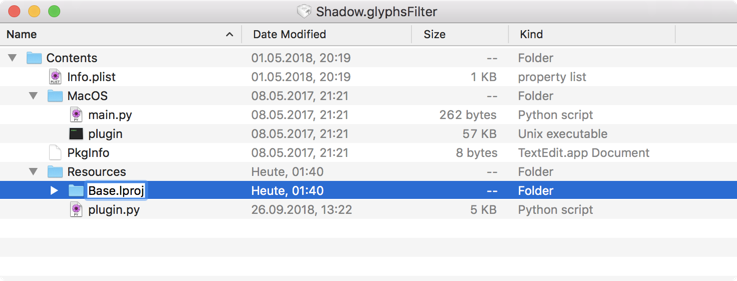 Shadow.glyphsFilter
Name Date Modified Size Kind
Contents 01.05.2018, 20:19 -- Folder
Info.plist 01.05.2018, 20:19 1 KB property list
MacOS 08.05.2017, 21:21 -- Folder
main.py 08.05.2017, 21:21 262 bytes Python script
plugin 08.05.2017, 21:21 57 KB Unix executable
PkgInfo 08.05.2017, 21:21 8 bytes TextEdit.app Document
Resources Heute, 01:40 -- Folder
Base.lproj Heute, 01:40 -- Folder
plugin.py 26.09.2018, 13:22 5 KB Python script